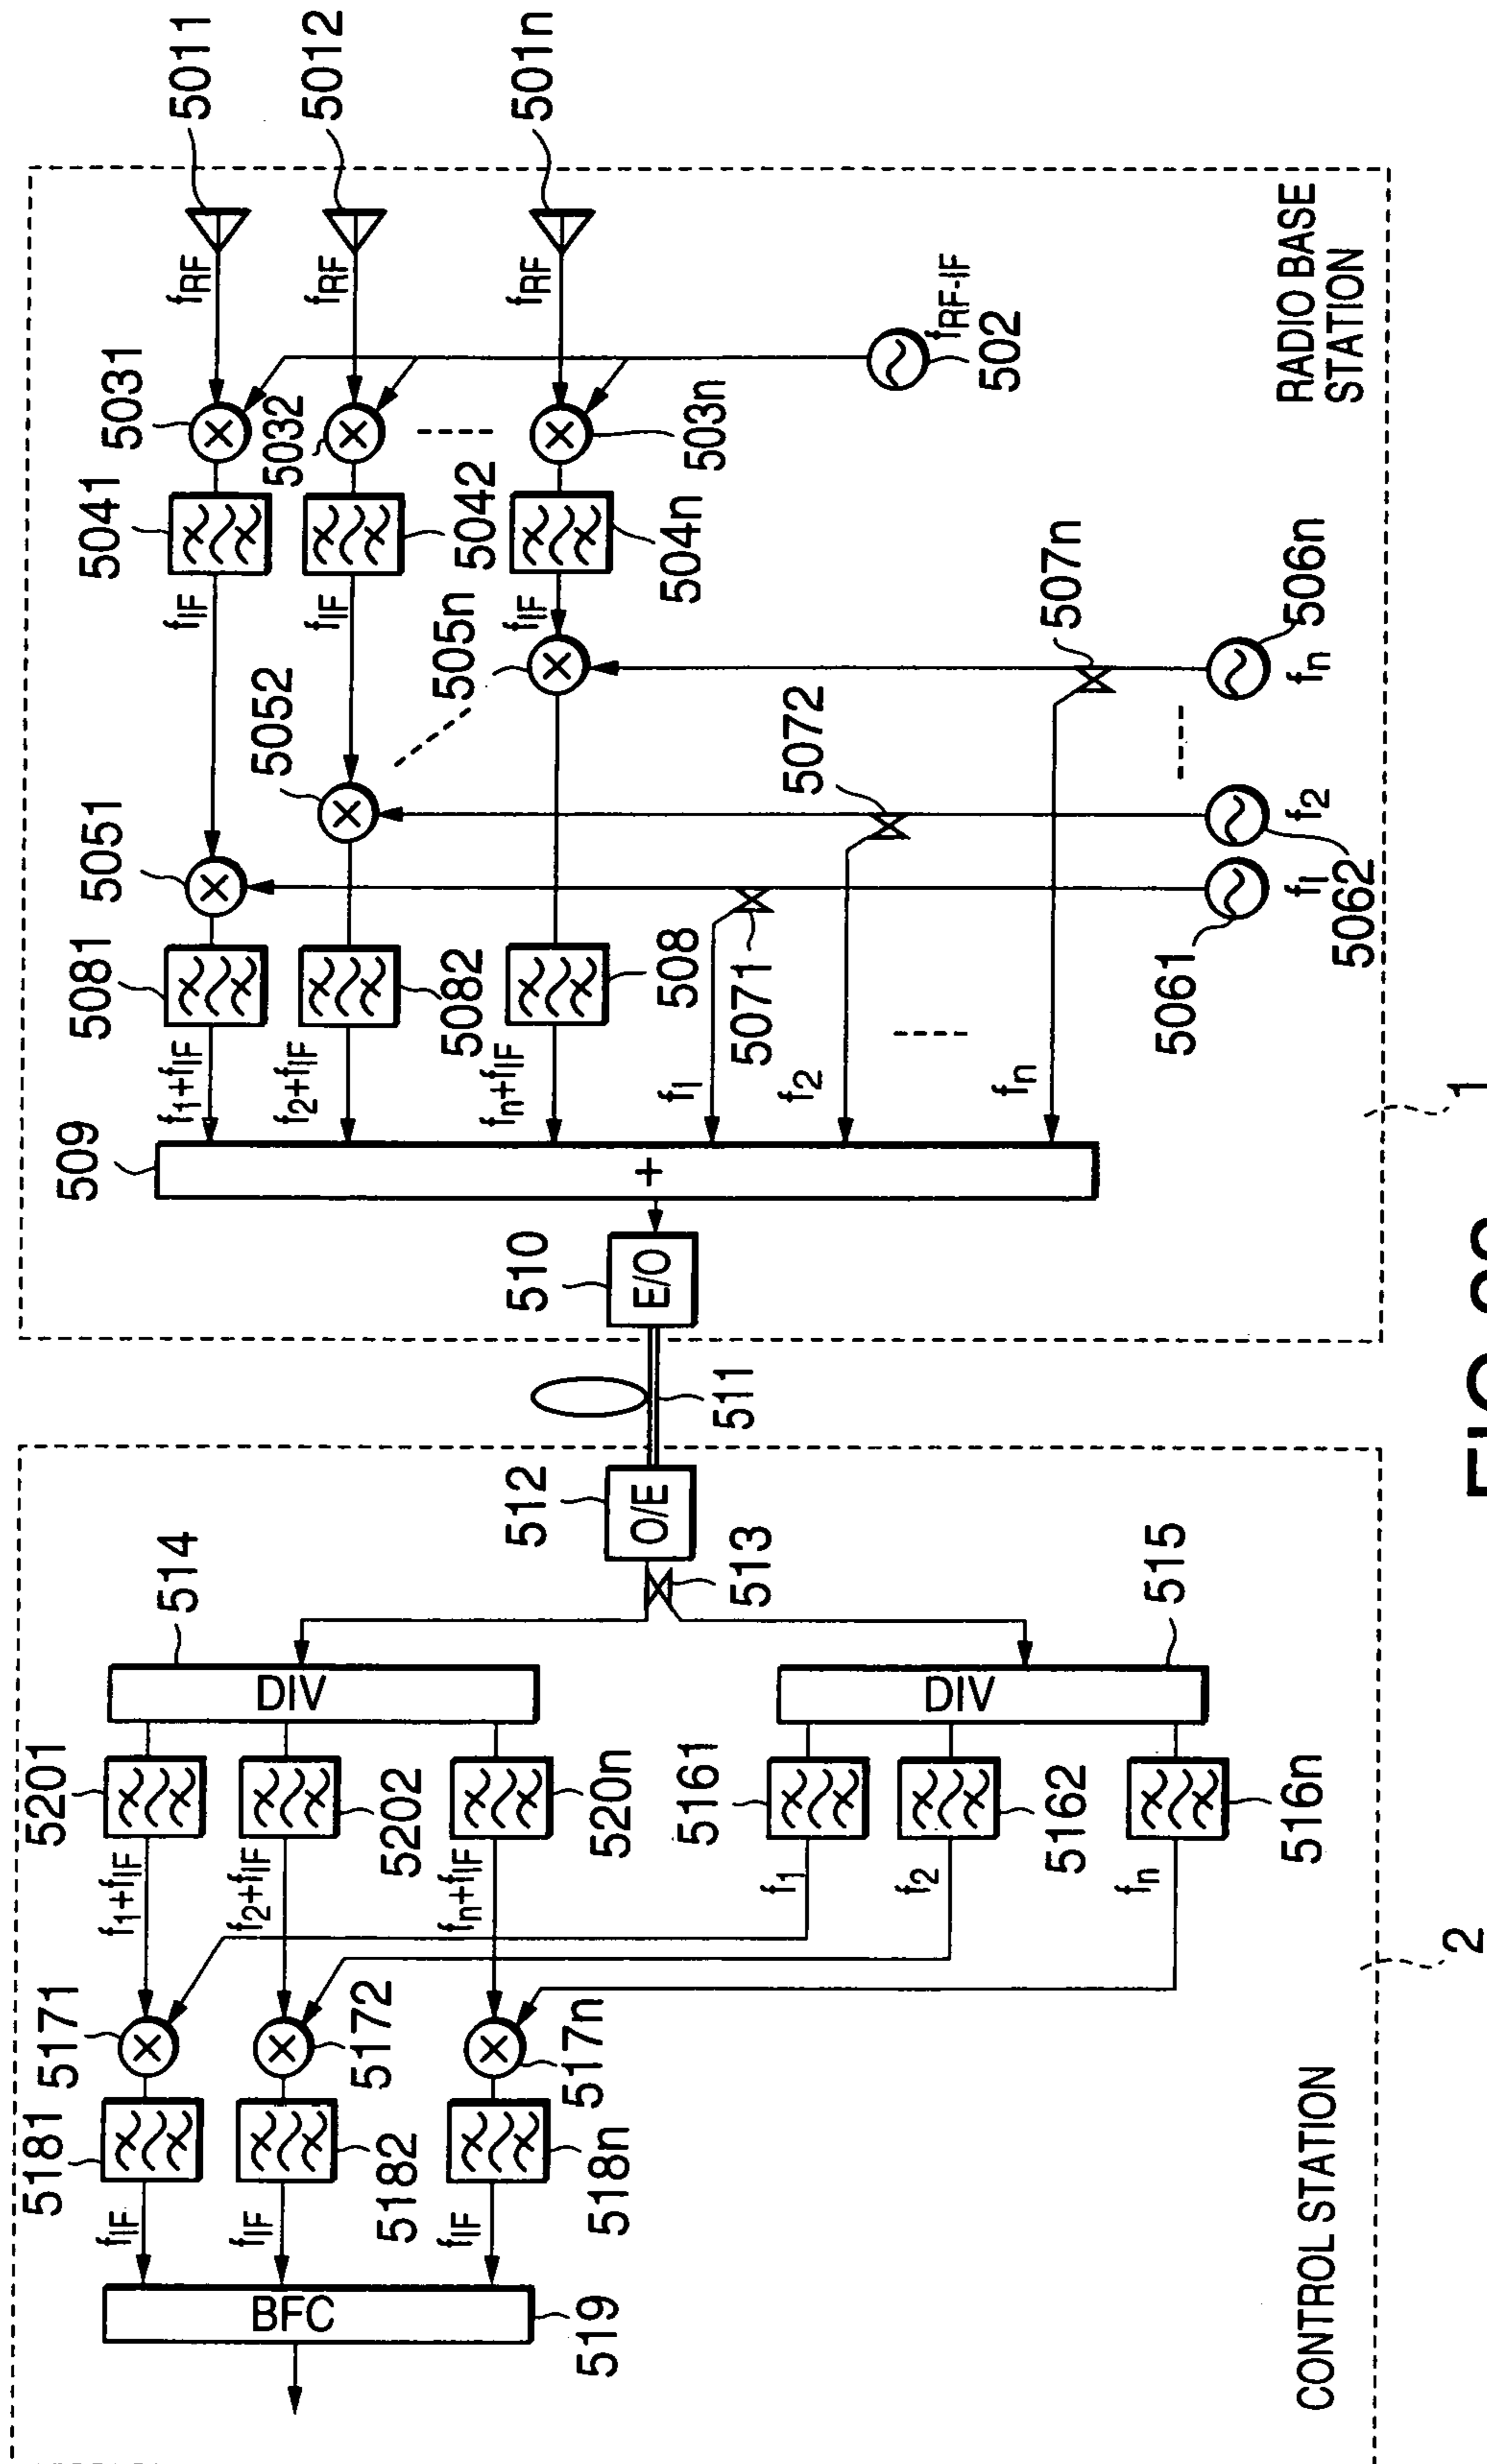 5011
5012
501n
fRF
fRF
fRF
fRF-IF
502
RADIO BASE
STATION
5031
5032
503n
5041
5042
504n
fIF
fIF
fIF
505n
5052
5051
507n
5072
5071
506n
fn
f2
5062
f1
5061
5081
5082
508
f1+fIF
f2+fIF
fn+fIF
f1
f2
fn
509
+
1
510
E/O
511
512
O/E
513
514
DIV
515
DIV
5201
5202
520n
5161
5162
516n
f1+fIF
f2+fIF
fn+fIF
f1
f2
fn
2
5171
5172
517n
5181
5182
518n
fIF
fIF
fIF
BFC
519
CONTROL STATION